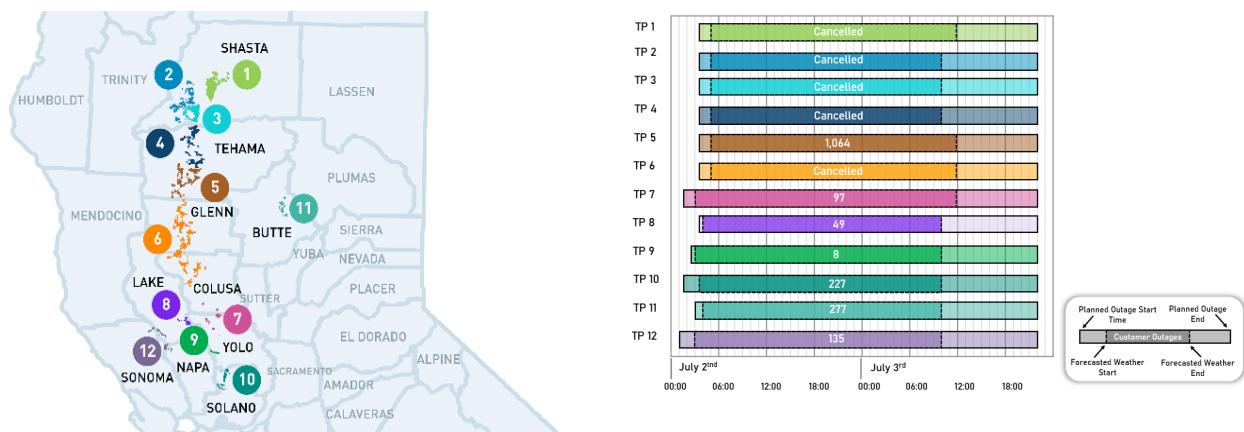 SHASTA
2
1
TRINITY
HUMBOLDT
LASSEN
3
4
TEHAMA
PLUMAS
5
GLENN
MENDOCINO
11
BUTTE
SIERRA
6
YUBA
NEVADA
LAKE
COLUSA
SUTTER
PLACER
8
7
EL DORADO
12
9
YOLO
NAPA
SONOMA
SACRAMENTO
ALPINE
10
AMADOR
SOLANO
CALAVERAS
TP 1 Cancelled
TP 2 Cancelled
TP 3 Cancelled
TP 4 Cancelled
TP 5 1,064
TP 6 Cancelled
TP 7 97
TP 8 49
TP 9 8
TP 10 227
TP 11 277
TP 12 135
July 2tnd July 3rd
00:00 06:00 12:00 18:00 00:00 06:00 12:00 18:00
Planned Outage Start
Time
Planned Outage
End
Customer Outages
Forecasted Weather
Start
Forecasted Weather
End